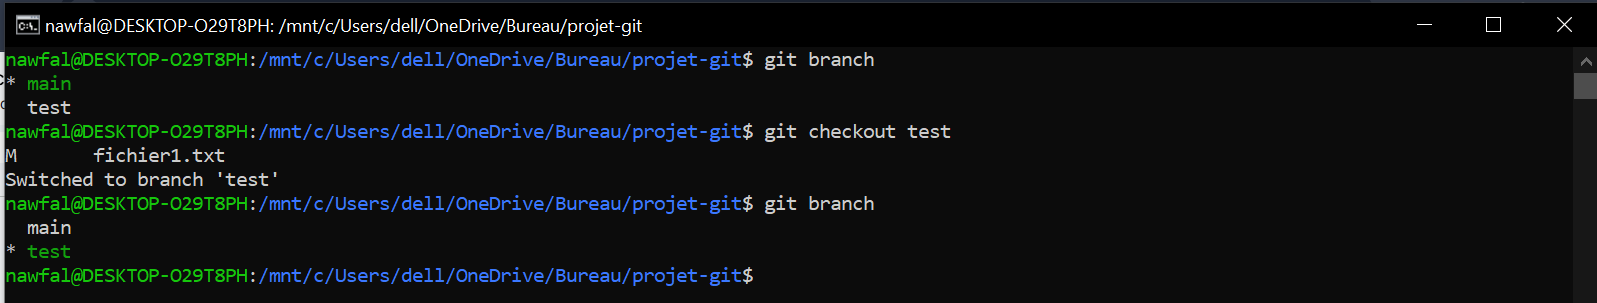 nawfal@DESKTOP-O29T8PH: /mnt/c/Users/dell/OneDrive/Bureau/projet-git
nawfal@DESKTOP-O29T8PH:/mnt/c/Users/dell/OneDrive/Bureau/projet-git$ git branch
* main
  test
nawfal@DESKTOP-O29T8PH:/mnt/c/Users/dell/OneDrive/Bureau/projet-git$ git checkout test
M       fichier1.txt
Switched to branch 'test'
nawfal@DESKTOP-O29T8PH:/mnt/c/Users/dell/OneDrive/Bureau/projet-git$ git branch
  main
* test
nawfal@DESKTOP-O29T8PH:/mnt/c/Users/dell/OneDrive/Bureau/projet-git$